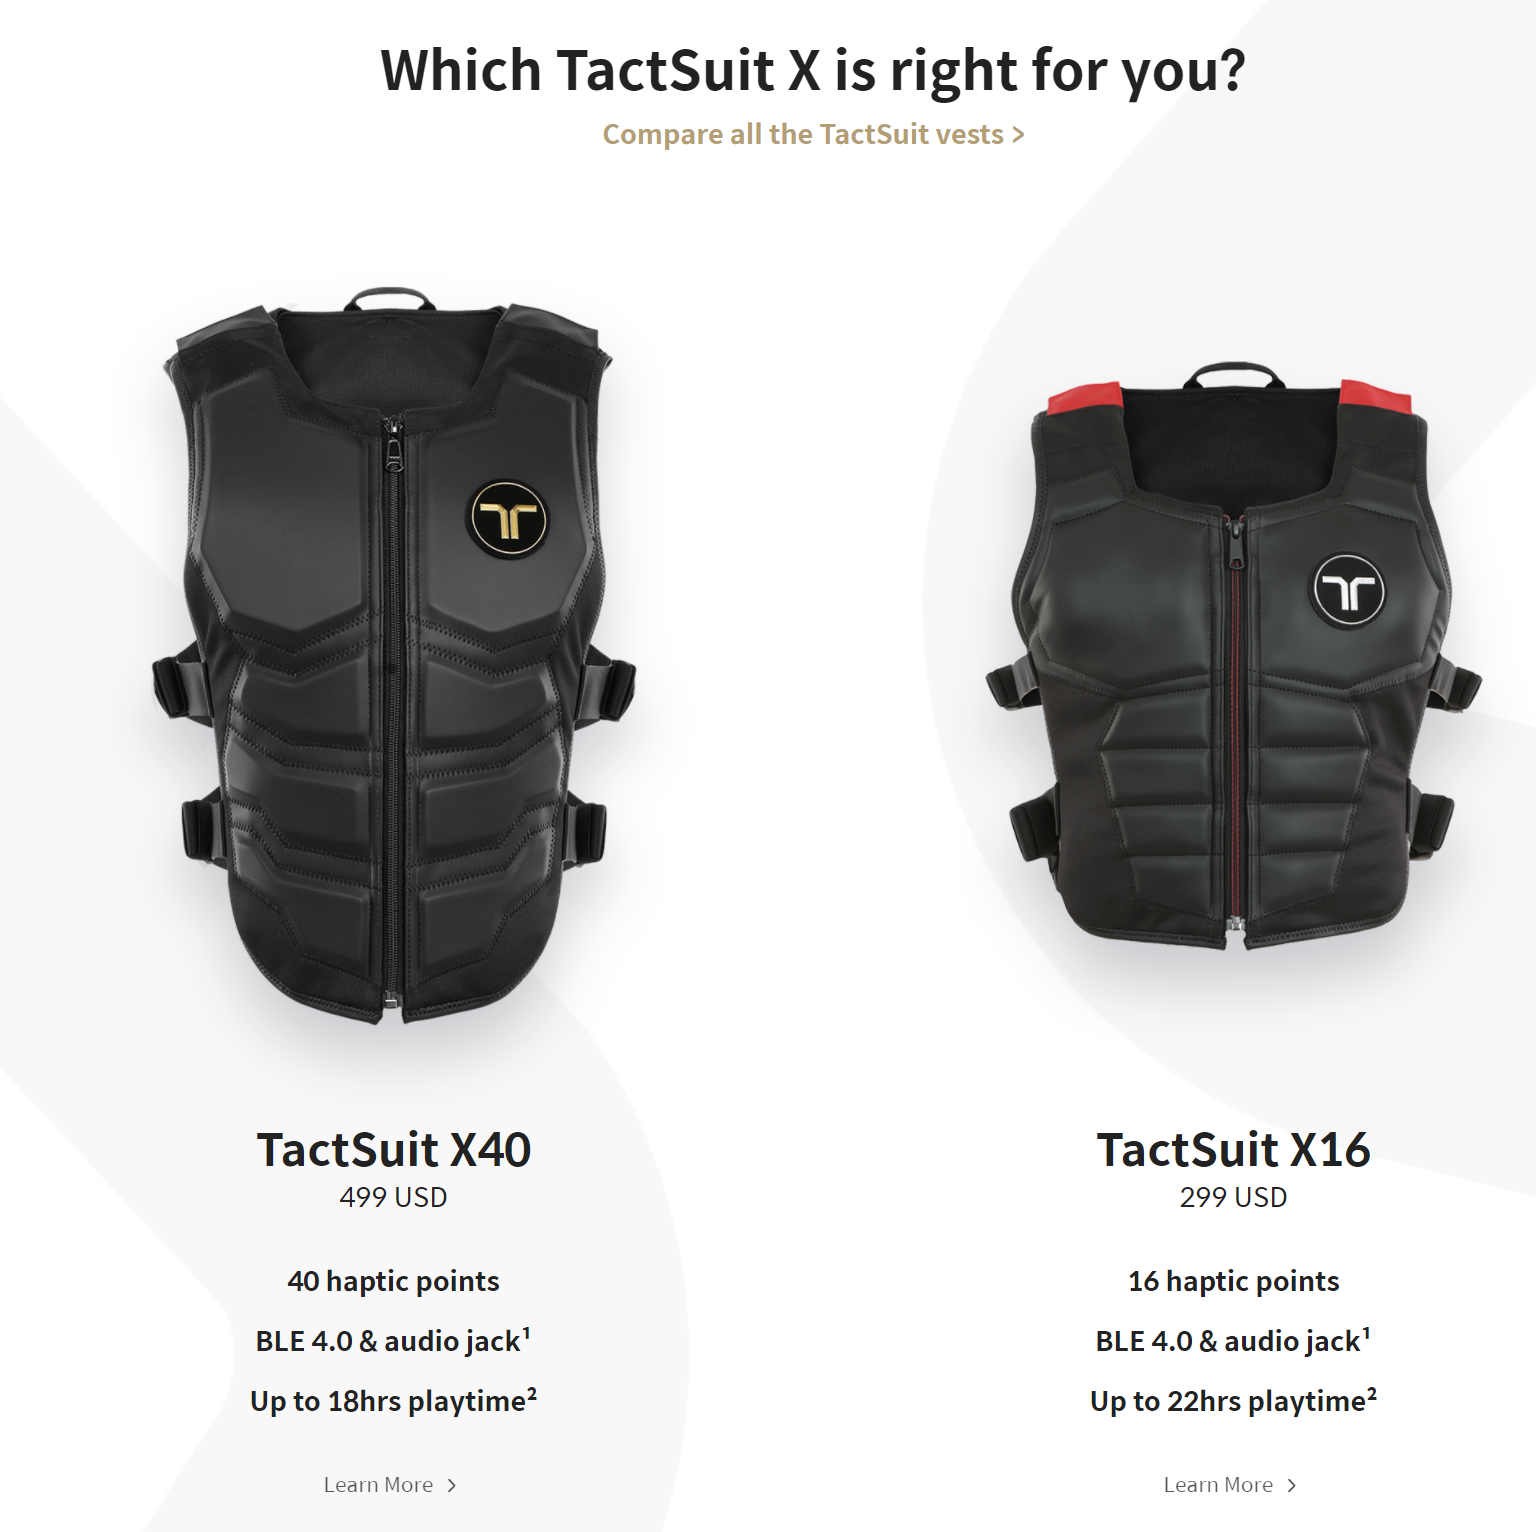 Which TactSuit X is right for you?
Compare all the TactSuit vests >
TactSuit X40
499 USD
40 haptic points
BLE 4.0 & audio jack¹
Up to 18hrs playtime²
Learn More >
TactSuit X16
299 USD
16 haptic points
BLE 4.0 & audio jack¹
Up to 22hrs playtime²
Learn More >